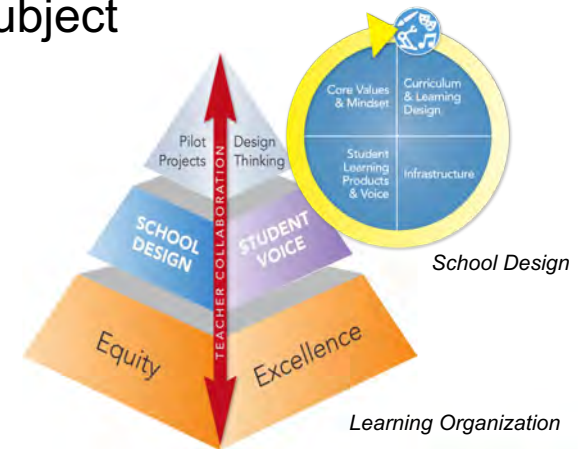 ubject
Pilot
Projects
Design
Thinking
SCHOOL
DESIGN
STUDENT
VOICE
TEACHER COLLABORATION
Equity
Excellence
Core Values
& Mindset
Curriculum
& Learning
Design
Student
Learning
Products
& Voice
Infrastructure
School Design
Learning Organization